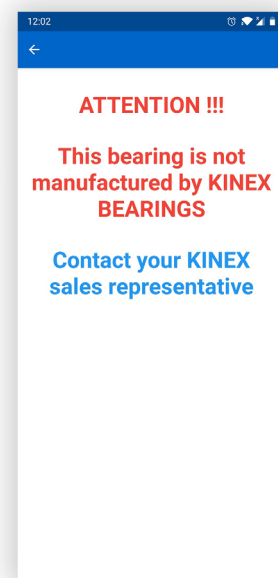 12:02
ATTENTION !!!
This bearing is not
manufactured by KINEX
BEARINGS
Contact your KINEX
sales representative